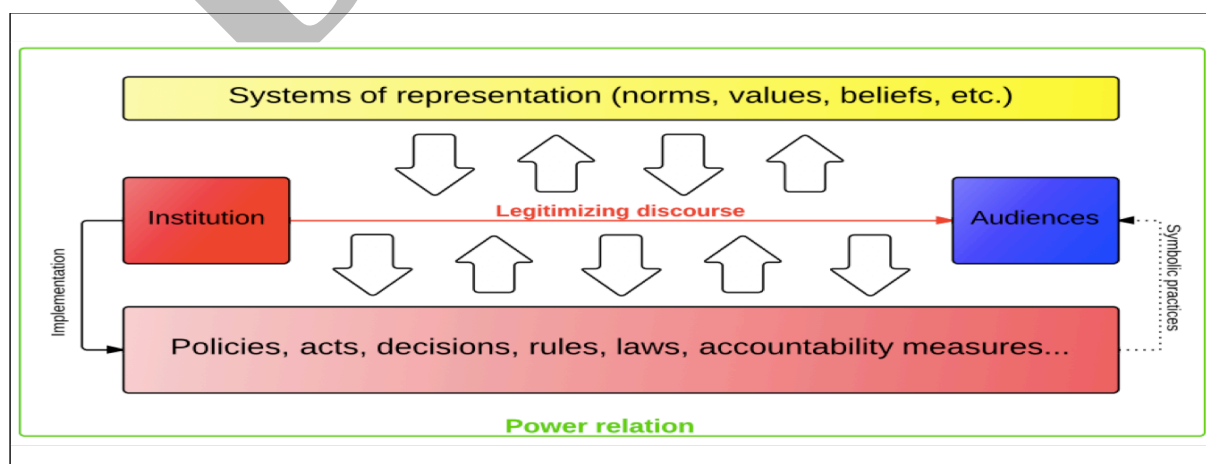 Systems of representation (norms, values, beliefs, etc.)
Institution
Legitimizing discourse
Audiences
Implementation
Symbolic practices
Policies, acts, decisions, rules, laws, accountability measures...
Power relation